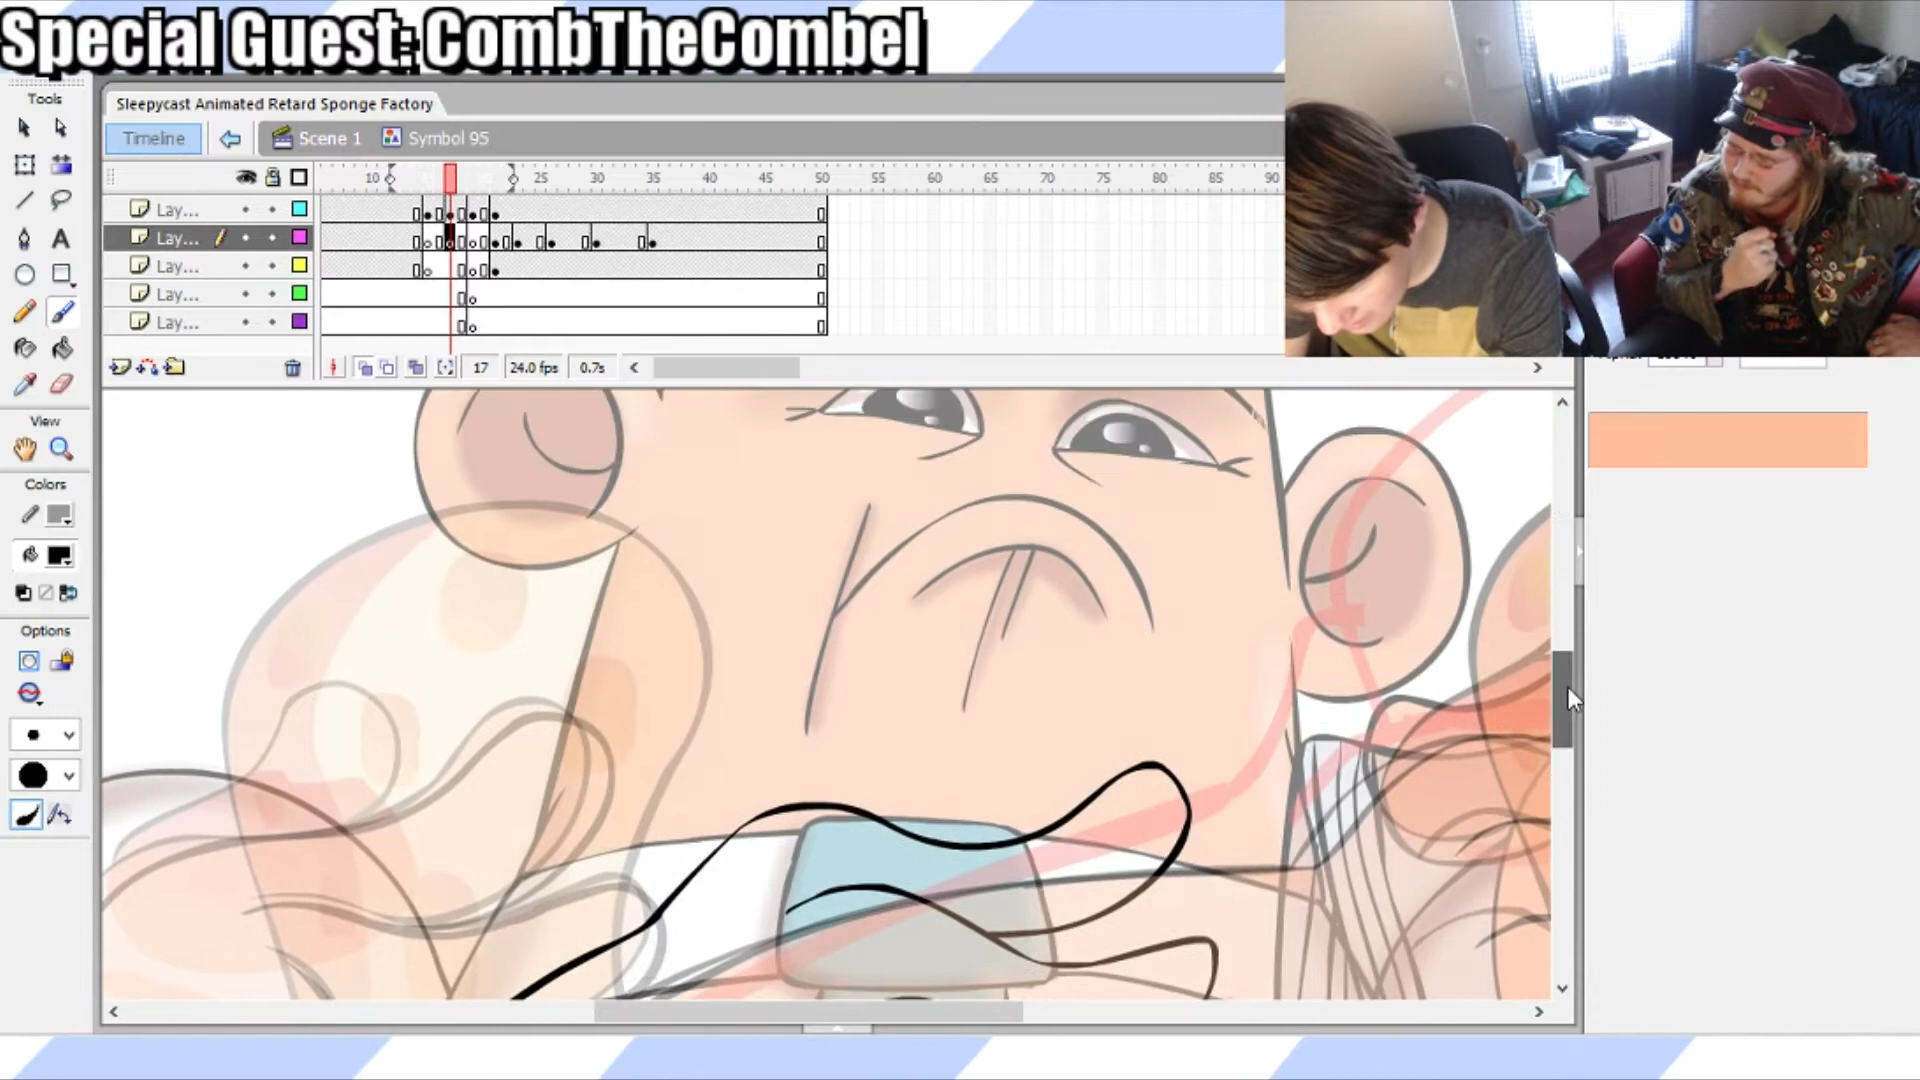 Special Guest: CombTheCombel
Tools
Sleepycast Animated Retard Sponge Factory
Timeline
Scene 1
Symbol 95
10 25 30 35 40 45 50 55 60 65 70 75 80 85 90
Lay...
Lay...
Lay...
Lay...
Lay...
17 24.0 fps 0.7s
View
Colors
Options